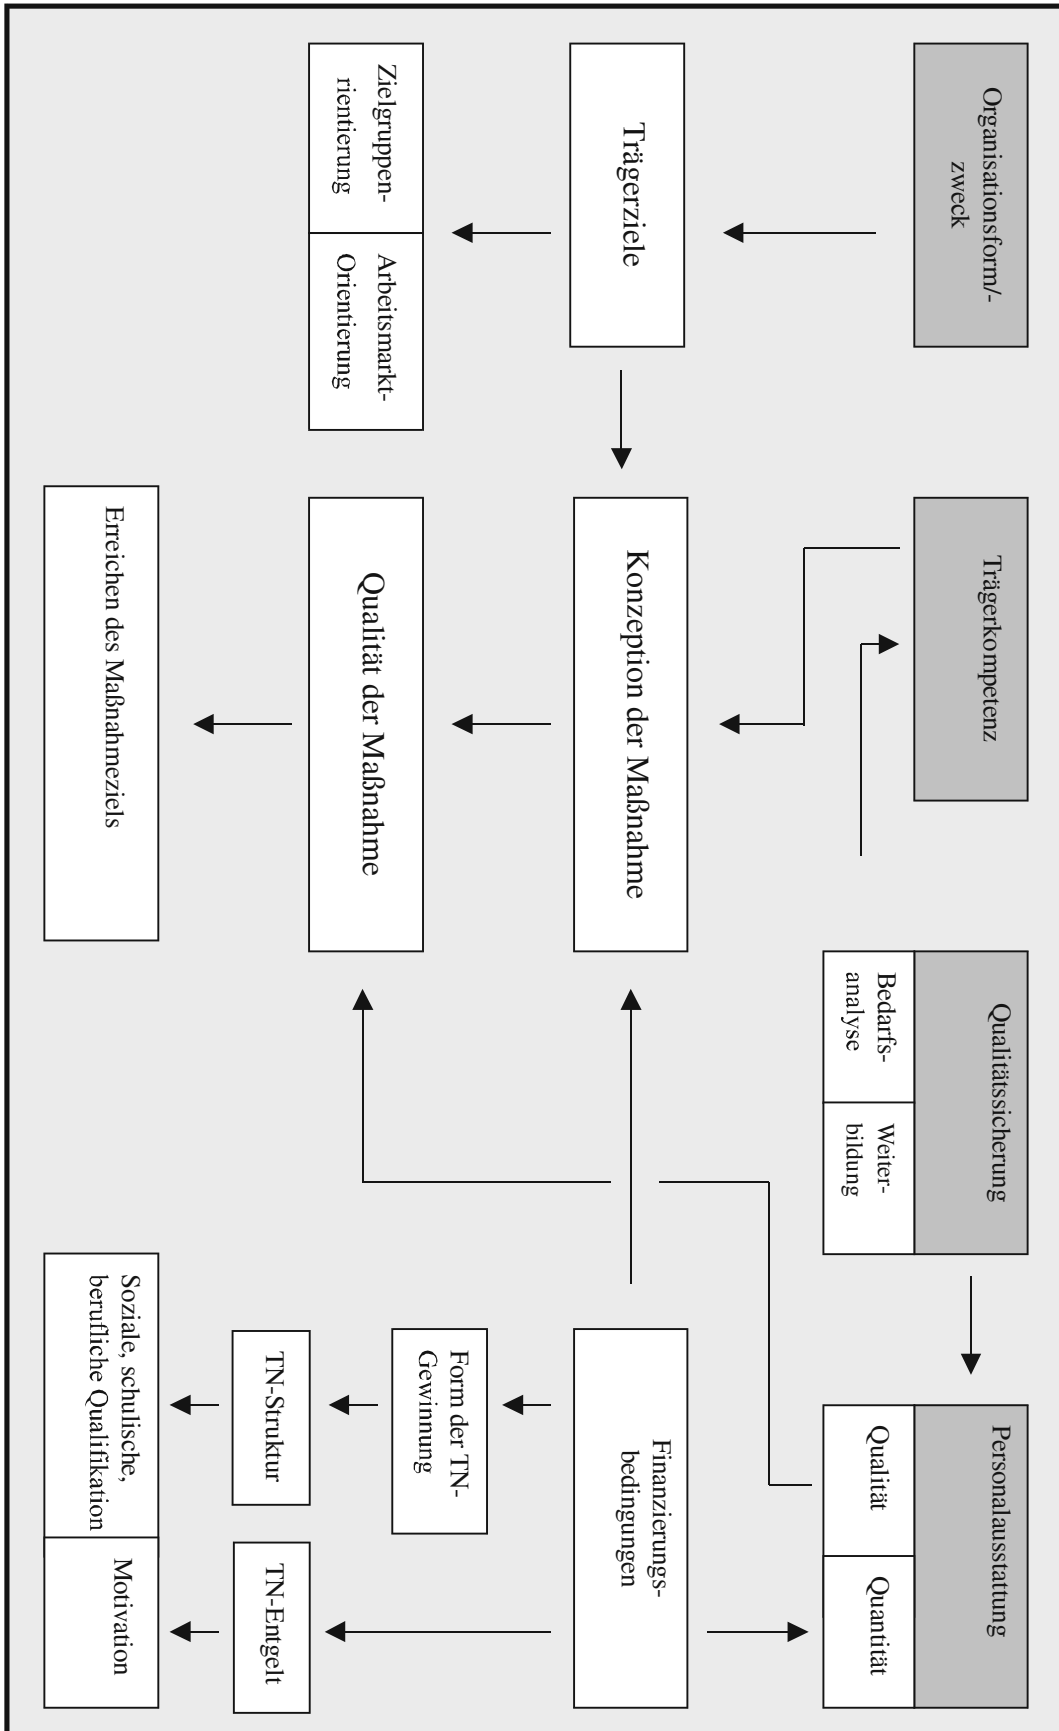 Organisationsform/-
zweck
Trägerkompetenz
Qualitätssicherung
Bedarfs-
analyse
Weiter-
bildung
Personalausstattung
Qualität
Quantität
Trägerziele
Konzeption der Maßnahme
Finanzierungs-
bedingungen
Form der TN-
Gewinnung
Zielgruppen-
rientierung
Arbeitsmarkt-
Orientierung
Qualität der Maßnahme
TN-Struktur
TN-Entgelt
Erreichen des Maßnahmeziels
Soziale, schulische,
berufliche Qualifikation
Motivation